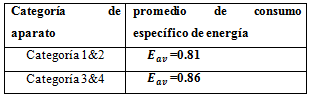 Categoría de aparato
promedio de consumo específico de energía
Categoría 1&2
E_av=0.81
Categoría 3&4
E_av=0.86